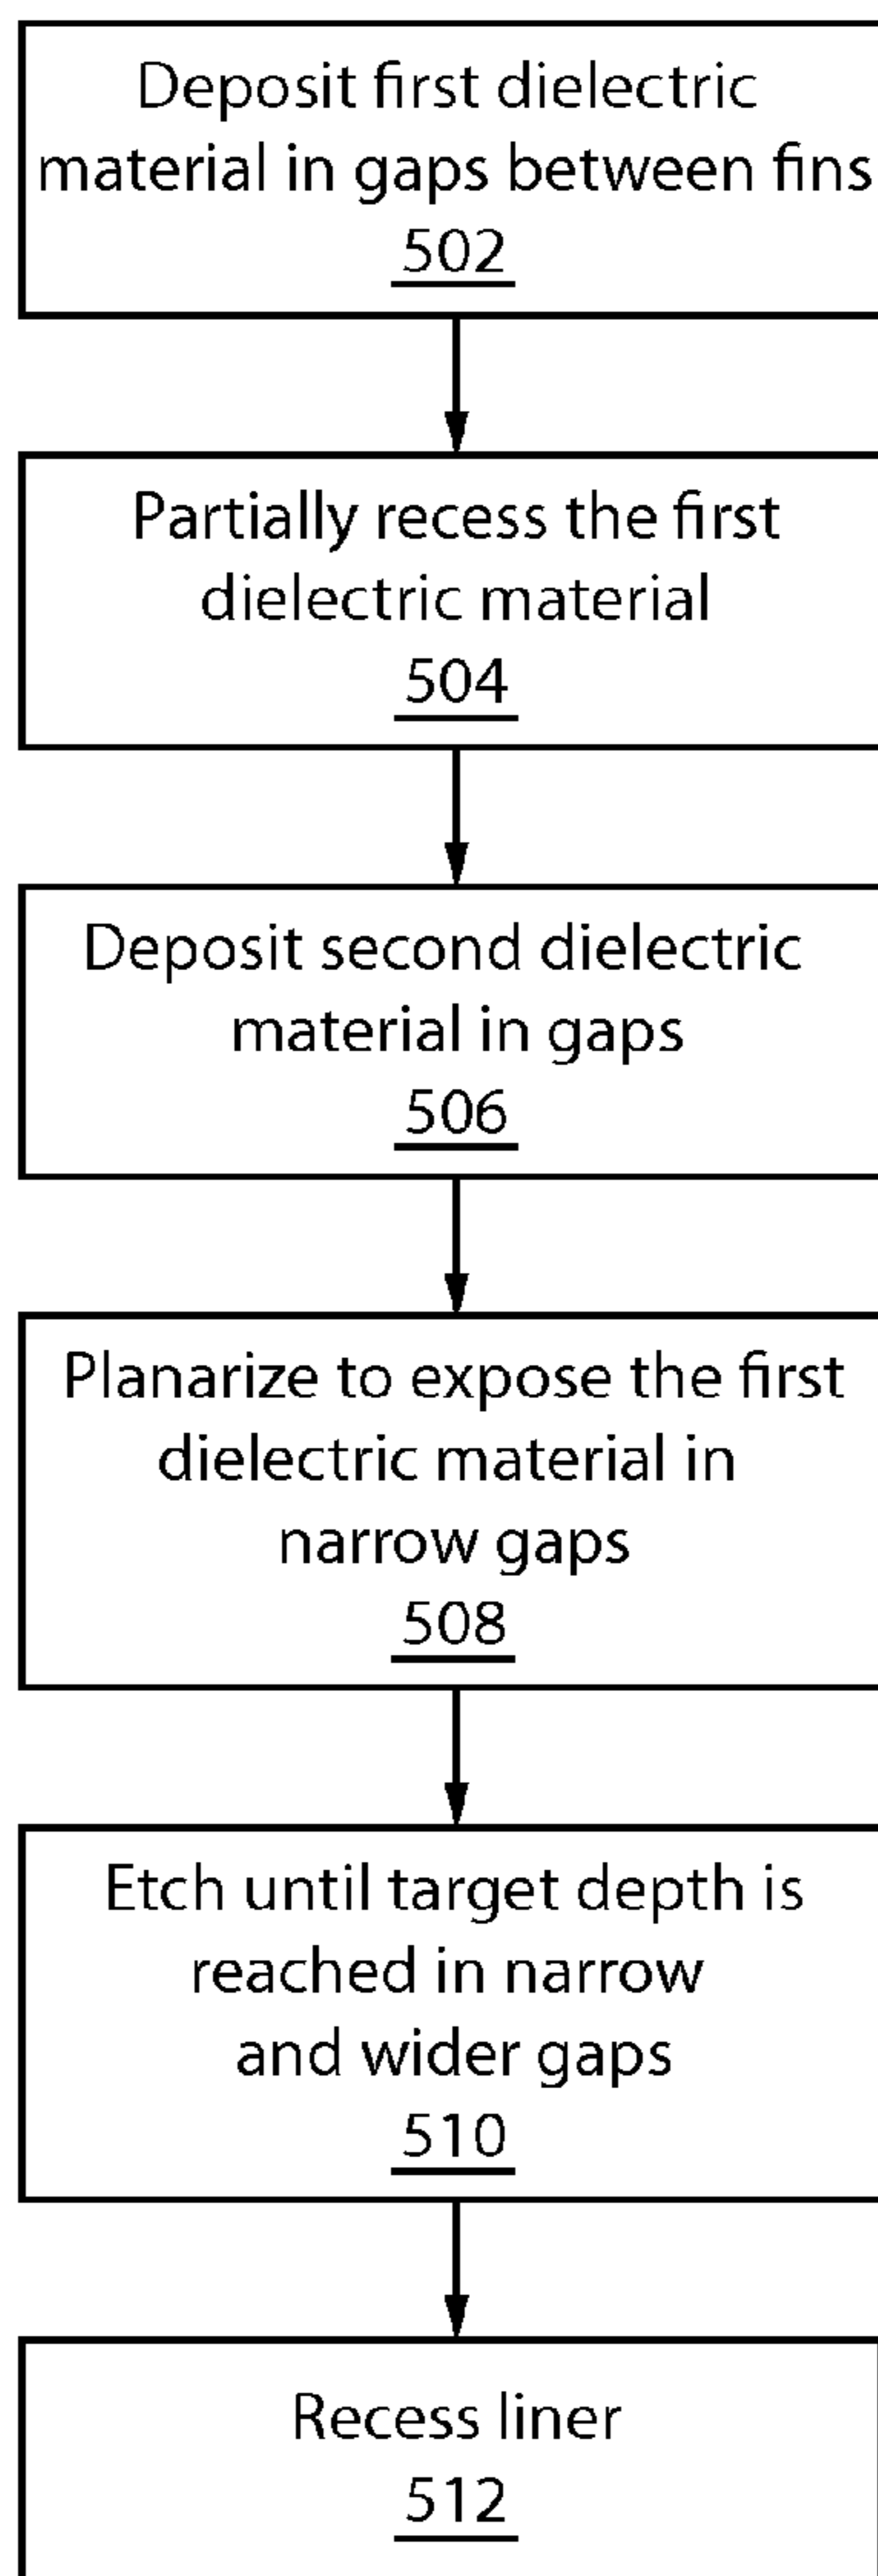 Deposit first dielectric
material in gaps between fins
502
Partially recess the first
dielectric material
504
Deposit second dielectric
material in gaps
506
Planarize to expose the first
dielectric material in
narrow gaps
508
Etch until target depth is
reached in narrow
and wider gaps
510
Recess liner
512